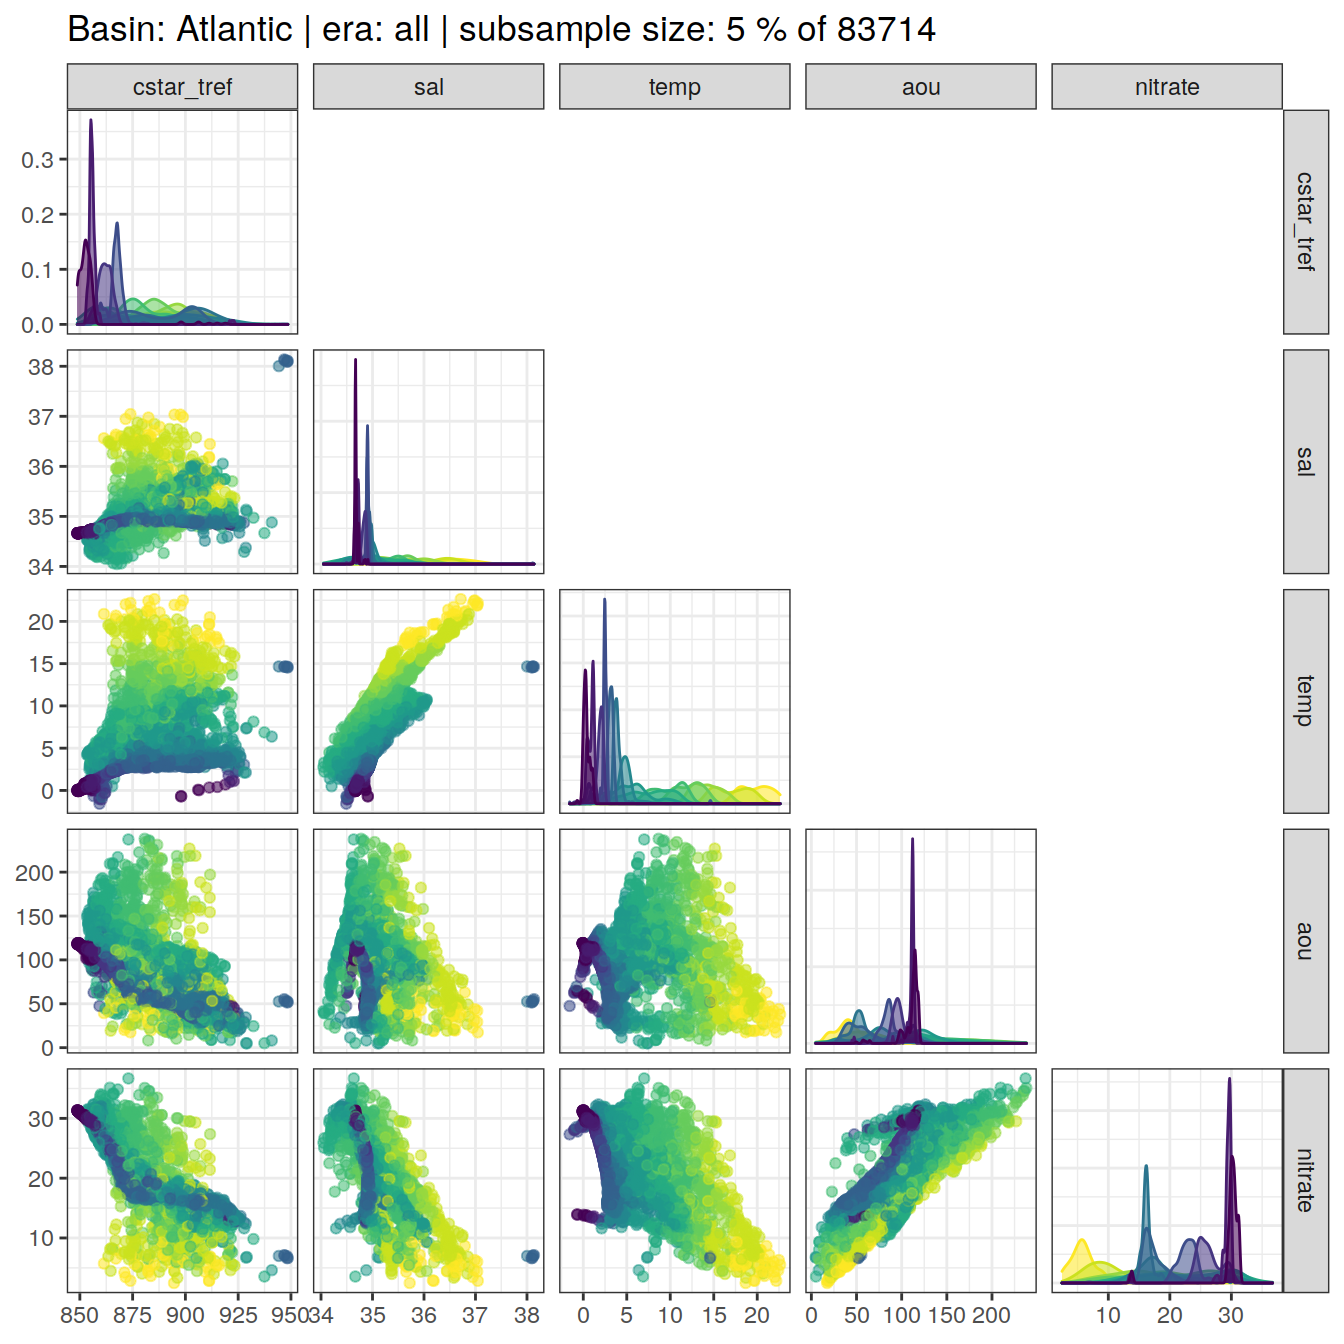 Basin: Atlantic | era: all | subsample size: 5 % of 83714
cstar_tref sal temp aou nitrate
0.3
0.2
0.1
0.0
cstar_tref
38
37
36
35
34
sal
20
15
10
5
0
temp
200
150
100
50
0
aou
30
20
10
nitrate
850 875 900 925 950 34 35 36 37 38 0 5 10 15 20 0 50 100 150 200 10 20 30